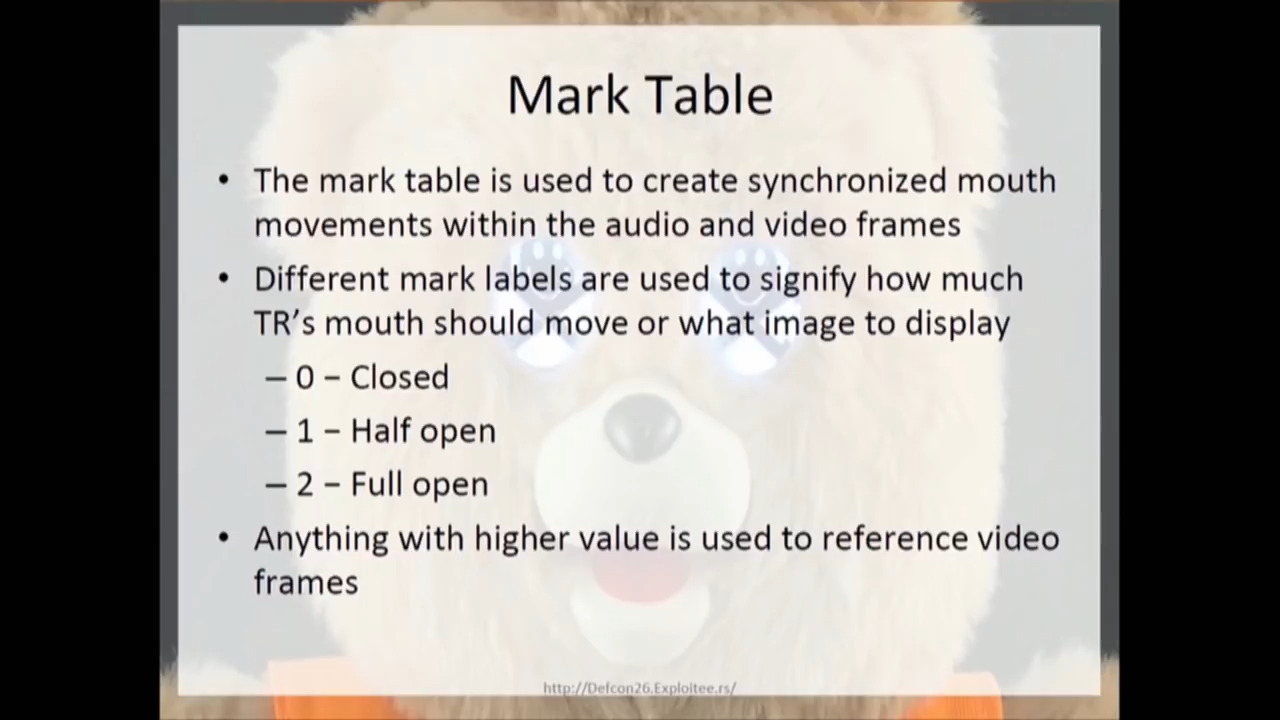 Mark Table
• The mark table is used to create synchronized mouth
movements within the audio and video frames
• Different mark labels are used to signify how much
TR’s mouth should move or what image to display
– 0 – Closed
– 1 – Half open
– 2 – Full open
• Anything with higher value is used to reference video
frames
http://Defcon26.Exploitee.rs/